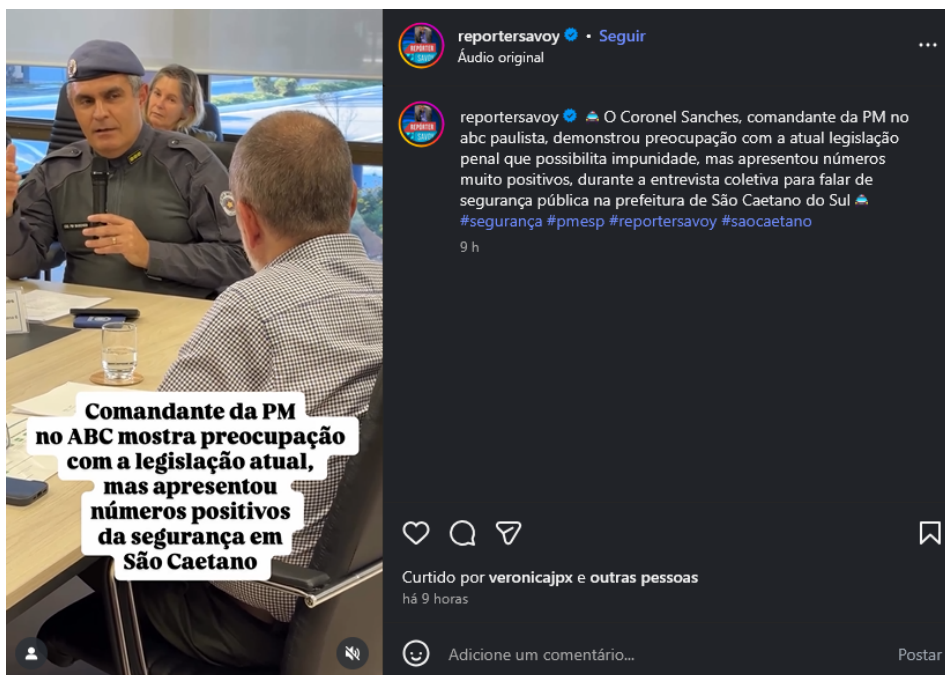 Comandante da PM
no ABC mostra preocupação
com a legislação atual,
mas apresentou
números positivos
da segurança em
São Caetano
reportersavoy • Seguir
Áudio original
reportersavoy 🚔 O Coronel Sanches, comandante da PM no
abc paulista, demonstrou preocupação com a atual legislação
penal que possibilita impunidade, mas apresentou números
muito positivos, durante a entrevista coletiva para falar de
segurança pública na prefeitura de São Caetano do Sul 🚔
#segurança #pmesp #reportersavoy #saocaetano
9 h
Curtido por veronicajpx e outras pessoas
há 9 horas
Adicione um comentário...
Postar